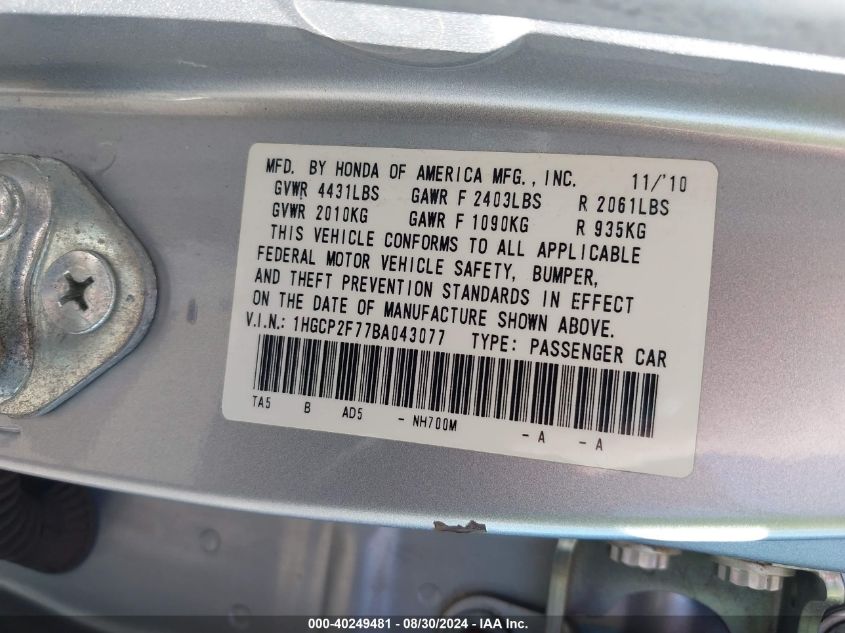 MFD. BY HONDA OF AMERICA MFG., INC. 11/'10
GVWR 4431LBS GAWR F 2403LBS R 2061LBS
GVWR 2010KG GAWR F 1090KG R 935KG
THIS VEHICLE CONFORMS TO ALL APPLICABLE
FEDERAL MOTOR VEHICLE SAFETY, BUMPER,
AND THEFT PREVENTION STANDARDS IN EFFECT
ON THE DATE OF MANUFACTURE SHOWN ABOVE.
V.I.N.: 1HGCP2F77BA043077 TYPE: PASSENGER CAR
TA5 B AD5 - NH700M - A - A
000-40249481 - 08/30/2024 - IAA Inc.